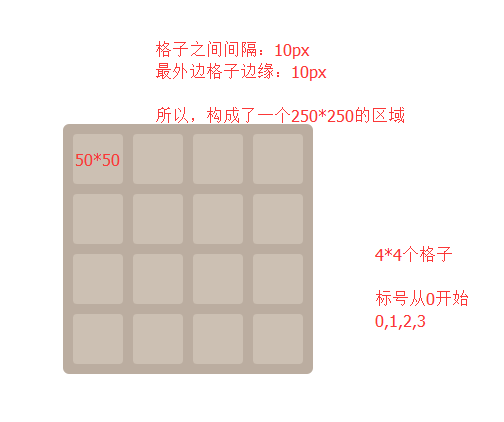 格子之间间隔：10px
最外边格子边缘：10px
所以，构成了一个250*250的区域
50*50
4*4个格子
标号从0开始
0,1,2,3